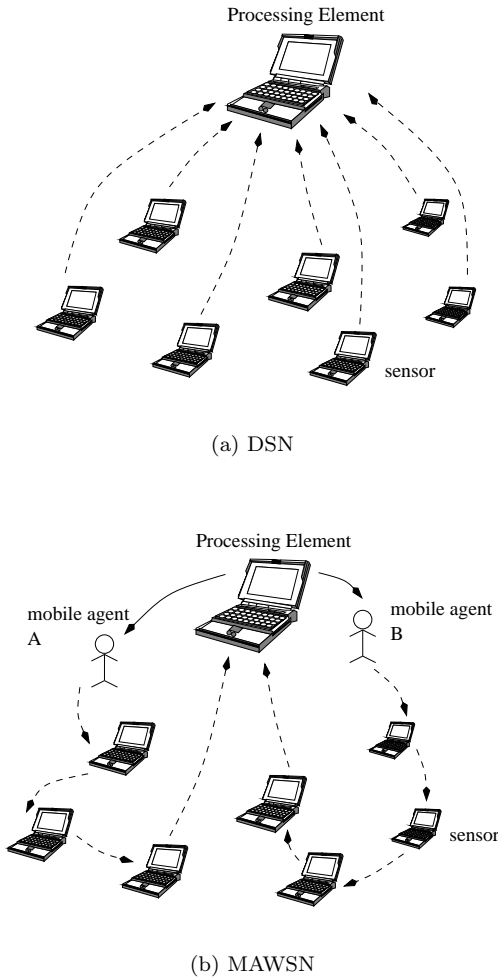 Processing Element
sensor
(a) DSN
Processing Element
mobile agent
A
mobile agent
B
sensor
(b) MAWSN